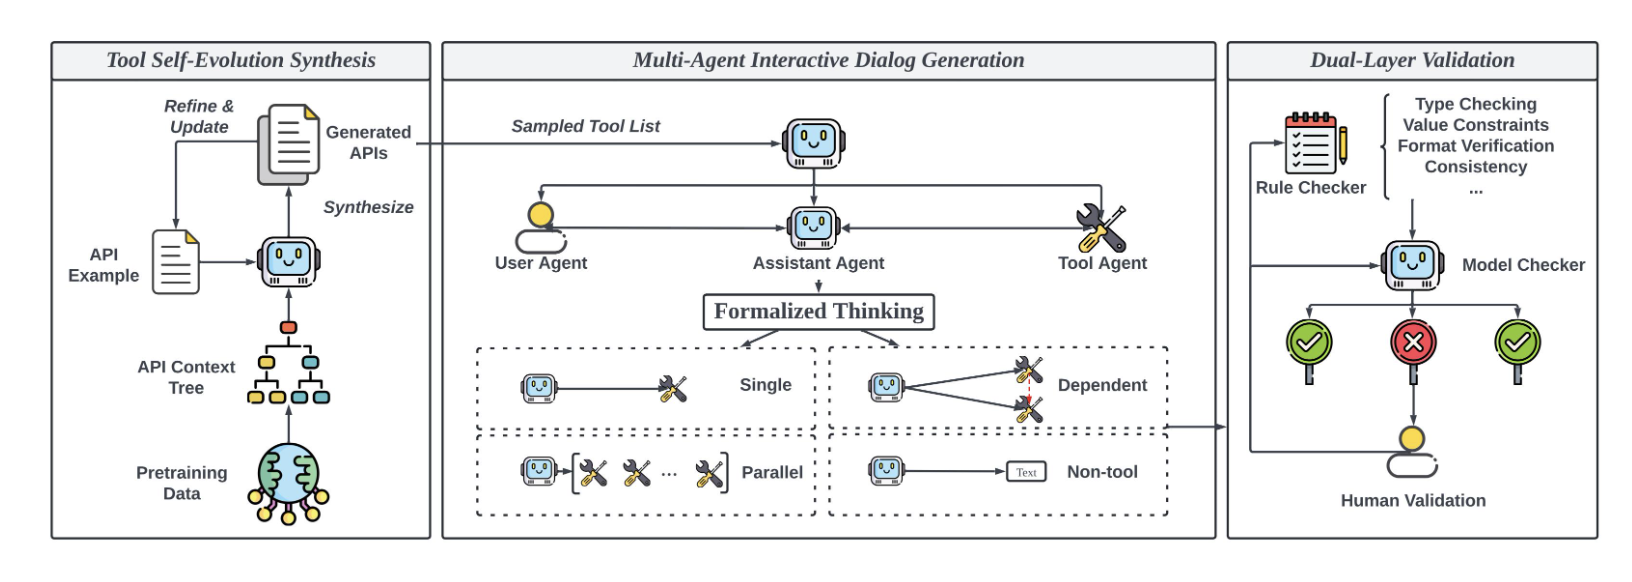 Tool Self-Evolution Synthesis
Refine &
Update
Generated
APIs
Synthesize
API
Example
API Context
Tree
Pretraining
Data
Multi-Agent Interactive Dialog Generation
Sampled Tool List
User Agent
Assistant Agent
Tool Agent
Formalized Thinking
Single
Dependent
Parallel
...
Text
Non-tool
Dual-Layer Validation
Type Checking
Value Constraints
Format Verification
Consistency
...
Rule Checker
Model Checker
Human Validation